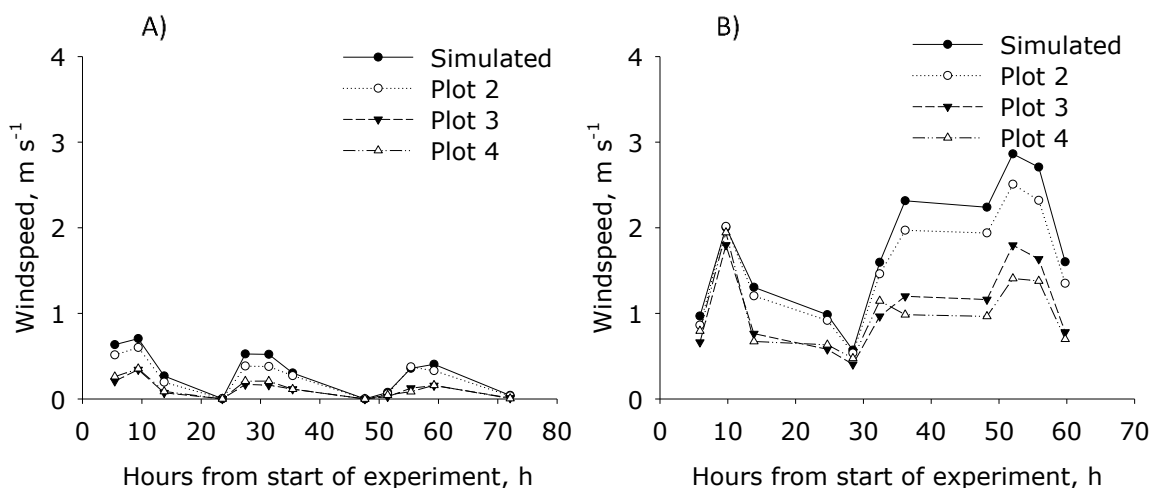 A)
Simulated
Plot 2
Plot 3
Plot 4
Windspeed, m s⁻¹
4
3
2
1
0
0 10 20 30 40 50 60 70 80
Hours from start of experiment, h
B)
Simulated
Plot 2
Plot 3
Plot 4
Windspeed, m s⁻¹
4
3
2
1
0
0 10 20 30 40 50 60 70
Hours from start of experiment, h